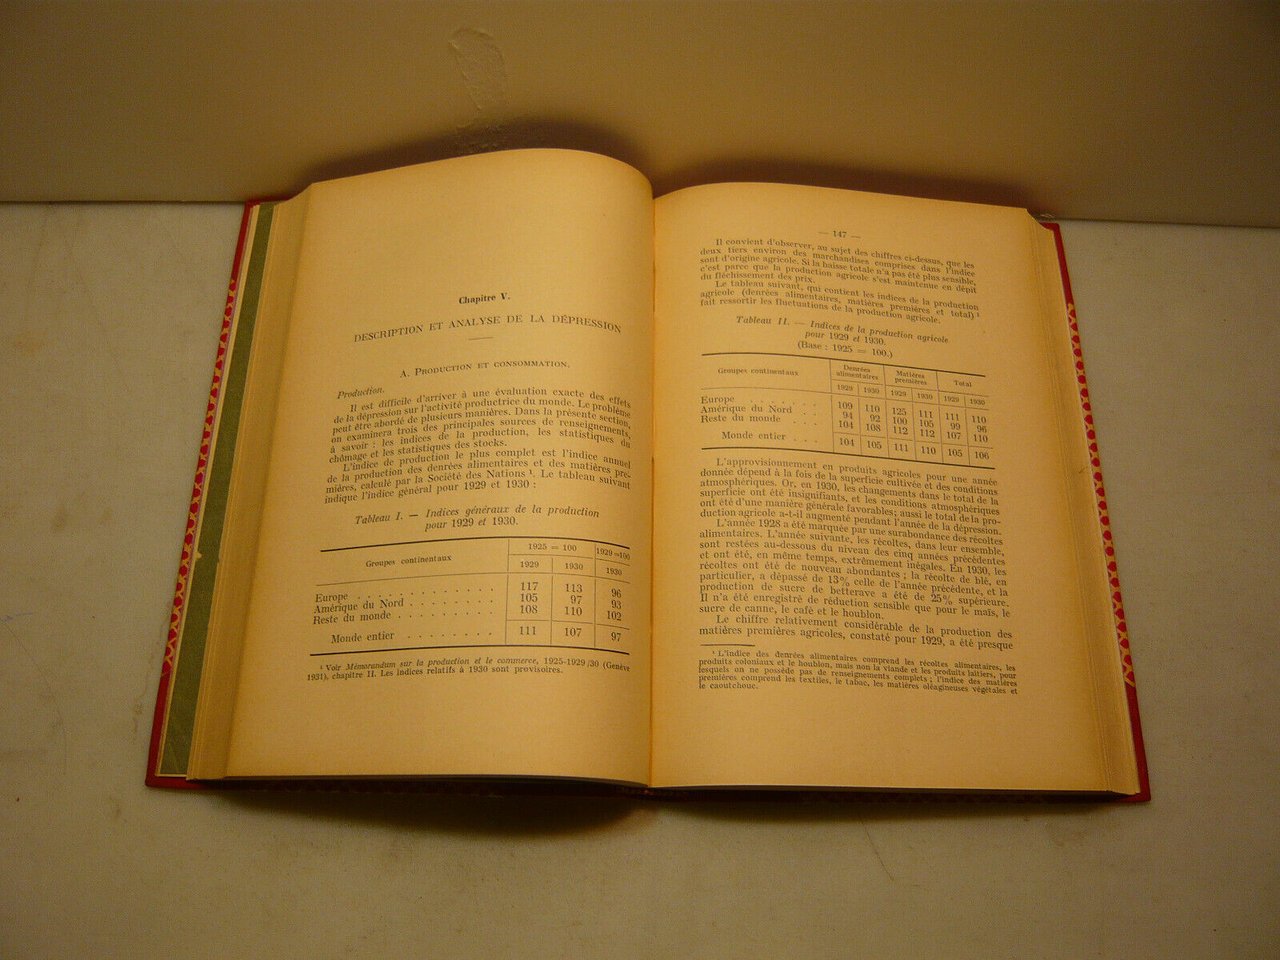 Chapitre V.
DESCRIPTION ET ANALYSE DE LA DÉPRESSION
A. PRODUCTION ET CONSOMMATION.
Production.
Il est difficile d'arriver à une évaluation exacte des effets
de la dépression sur l'activité productrice du monde. Le problème
peut être abordé de plusieurs manières. Dans la présente section,
on examinera trois des principales sources de renseignements,
à savoir : les indices de la production, les statistiques du
chômage et les statistiques des stocks.
L'indice de production le plus complet est l'indice annuel
de la production des denrées alimentaires et des matières pre-
mières, calculé par la Société des Nations ¹. Le tableau suivant
indique l'indice général pour 1929 et 1930 :
Tableau I. — Indices généraux de la production
pour 1929 et 1930.
Groupes continentaux 1925 = 100 1929 = 100
1929 1930 1930
Europe . . . . . . . . . . . . 117 113 96
Amérique du Nord . . . . . . . . 105 97 93
Reste du monde . . . . . . . . . 108 110 102
Monde entier . . . . . . . . 111 107 97
¹ Voir Mémorandum sur la production et le commerce, 1925-1929/30 (Genève
1931), chapitre II. Les indices relatifs à 1930 sont provisoires.
— 147 —
Il convient d'observer, au sujet des chiffres ci-dessus, que les
deux tiers environ des marchandises comprises dans l'indice
sont d'origine agricole. Si la baisse totale n'a pas été plus sensible,
c'est parce que la production agricole s'est maintenue en dépit
du fléchissement des prix.
Le tableau suivant, qui contient les indices de la production
agricole (denrées alimentaires, matières premières et total) ¹
fait ressortir les fluctuations de la production agricole.
Tableau II. — Indices de la production agricole
pour 1929 et 1930.
(Base : 1925 = 100.)
Groupes continentaux Denrées alimentaires Matières premières Total
1929 1930 1929 1930 1929 1930
Europe . . . . . . . 109 110 125 111 111 110
Amérique du Nord . . . 94 92 100 105 99 96
Reste du monde . . . . 104 108 112 112 107 110
Monde entier . . . . 104 105 111 110 105 106
L'approvisionnement en produits agricoles pour une année
donnée dépend à la fois de la superficie cultivée et des conditions
atmosphériques. Or, en 1930, les changements dans le total de la
superficie ont été insignifiants, et les conditions atmosphériques
ont été d'une manière générale favorables; aussi le total de la pro-
duction agricole a-t-il augmenté pendant l'année de la dépression.
L'année 1928 a été marquée par une surabondance des récoltes
alimentaires. L'année suivante, les récoltes, dans leur ensemble,
sont restées au-dessous du niveau des cinq années précédentes
et ont été, en même temps, extrêmement inégales. En 1930, les
récoltes ont été de nouveau abondantes ; la récolte de blé, en
particulier, a dépassé de 13% celle de l'année précédente, et la
production de sucre de betterave a été de 25% supérieure.
Il n'a été enregistré de réduction sensible que pour le maïs, le
sucre de canne, le café et le houblon.
Le chiffre relativement considérable de la production des
matières premières agricoles, constaté pour 1929, a été presque
¹ L'indice des denrées alimentaires comprend les récoltes alimentaires, les
produits coloniaux et le houblon, mais non la viande et les produits laitiers, pour
lesquels on ne possède pas de renseignements complets ; l'indice des matières
premières comprend les textiles, le tabac, les matières oléagineuses végétales et
le caoutchouc.